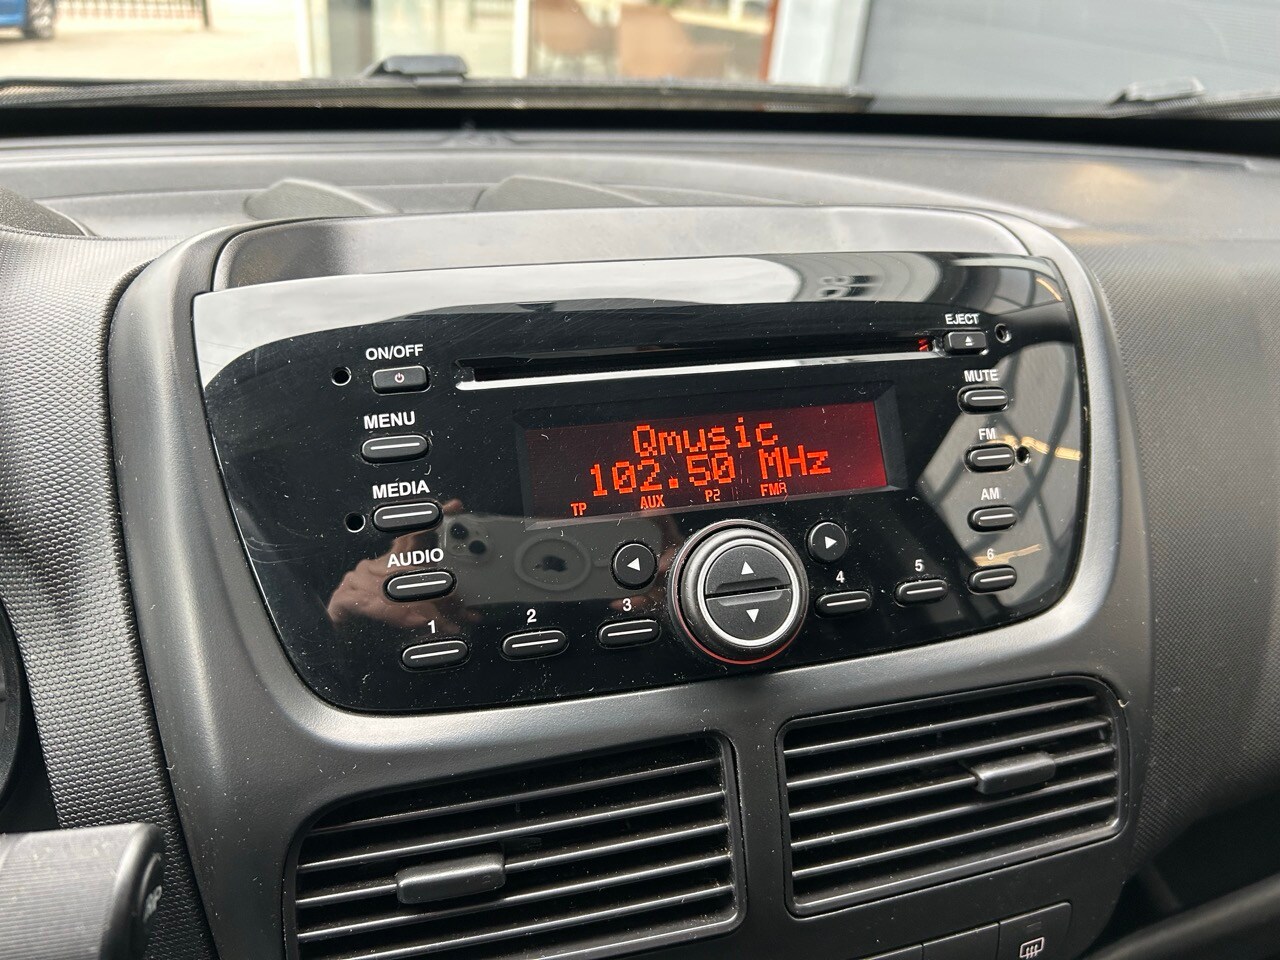 EJECT
ON/OFF
MUTE
MENU
Qmusic
FM
102.50 MHz
MEDIA
TP AUX P2
AM
AUDIO
1
2
3
4
5
6